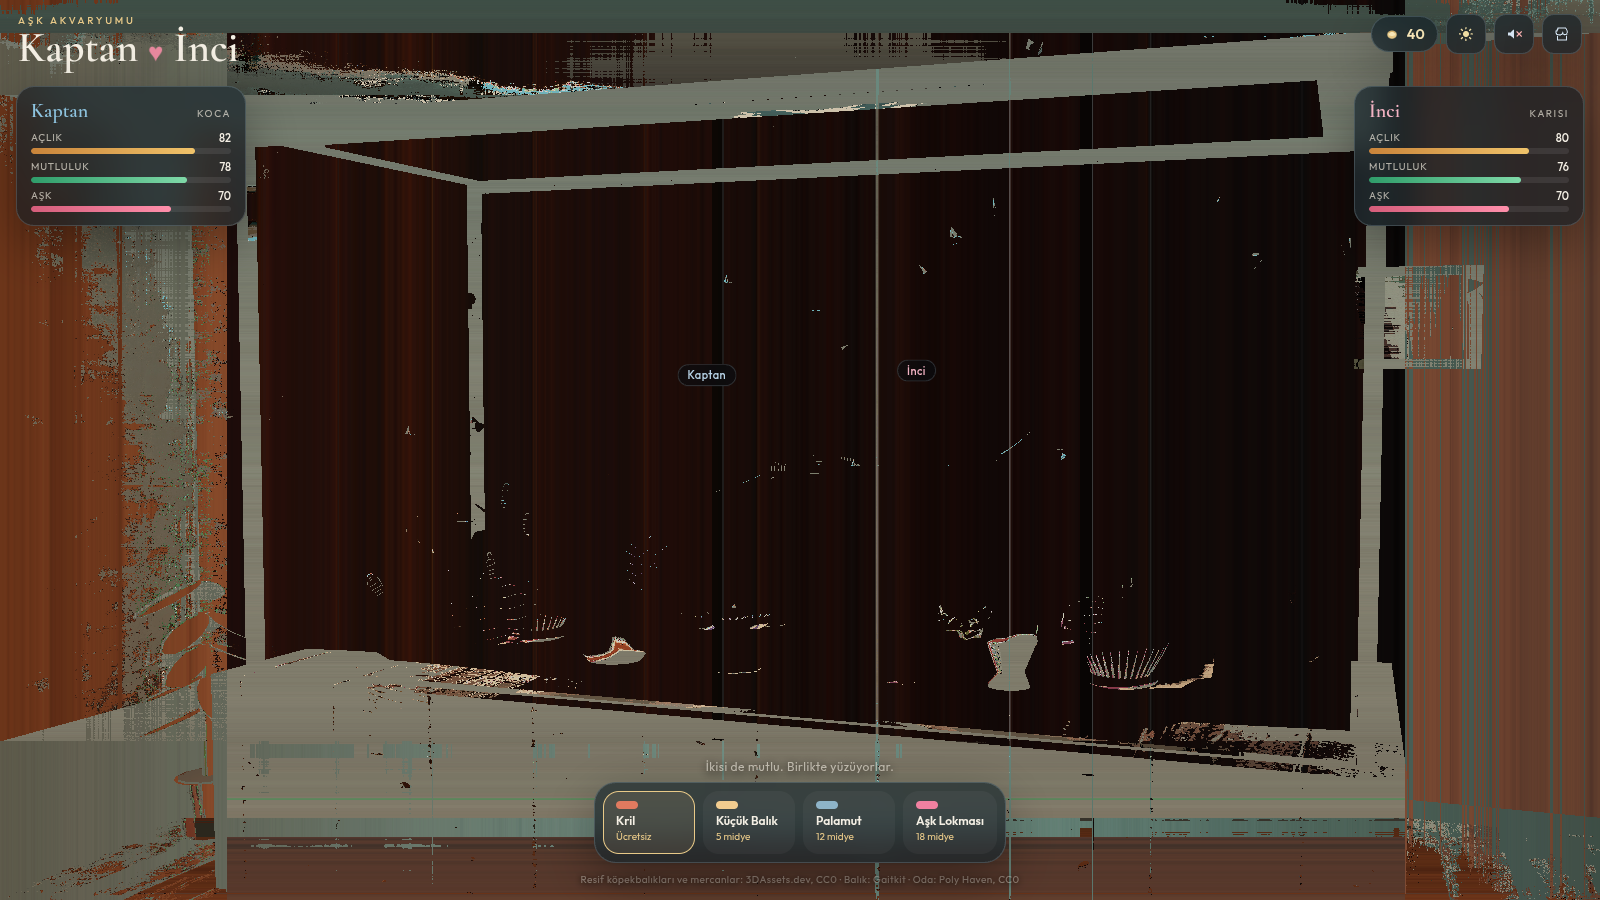 AŞK AKVARYUMU
Kaptan ♥ İnci
40
Kaptan
KOCA
AÇLIK 82
MUTLULUK 78
AŞK 70
İnci
KARISI
AÇLIK 80
MUTLULUK 76
AŞK 70
Kaptan
İnci
İkisi de mutlu. Birlikte yüzüyorlar.
Kril
Ücretsiz
Küçük Balık
5 midye
Palamut
12 midye
Aşk Lokması
18 midye
Resif köpekbalıkları ve mercanlar: 3DAssets.dev, CC0 · Balık: Gaitkit · Oda: Poly Haven, CC0